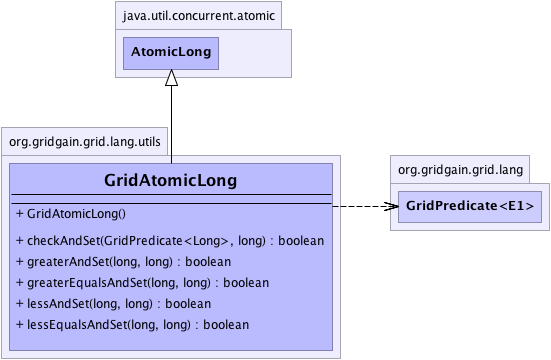 java.util.concurrent.atomic
AtomicLong
org.gridgain.grid.lang.utils
GridAtomicLong
+ GridAtomicLong()
+ checkAndSet(GridPredicate<Long>, long) : boolean
+ greaterAndSet(long, long) : boolean
+ greaterEqualsAndSet(long, long) : boolean
+ lessAndSet(long, long) : boolean
+ lessEqualsAndSet(long, long) : boolean
org.gridgain.grid.lang
GridPredicate<E1>